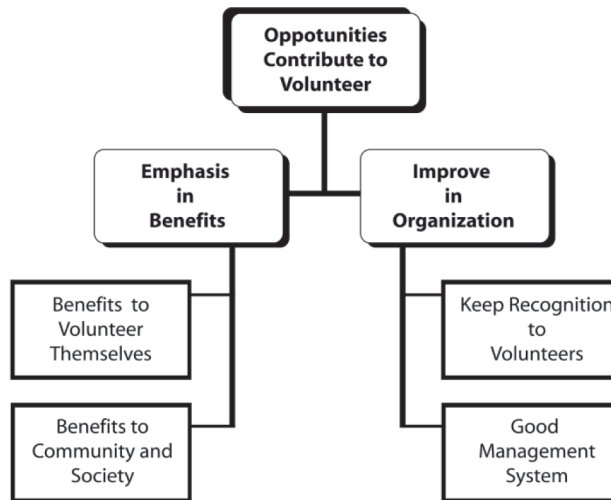 Oppotunities
Contribute to
Volunteer
Emphasis
in
Benefits
Improve
in
Organization
Benefits to
Volunteer
Themselves
Keep Recognition
to
Volunteers
Benefits to
Community and
Society
Good
Management
System